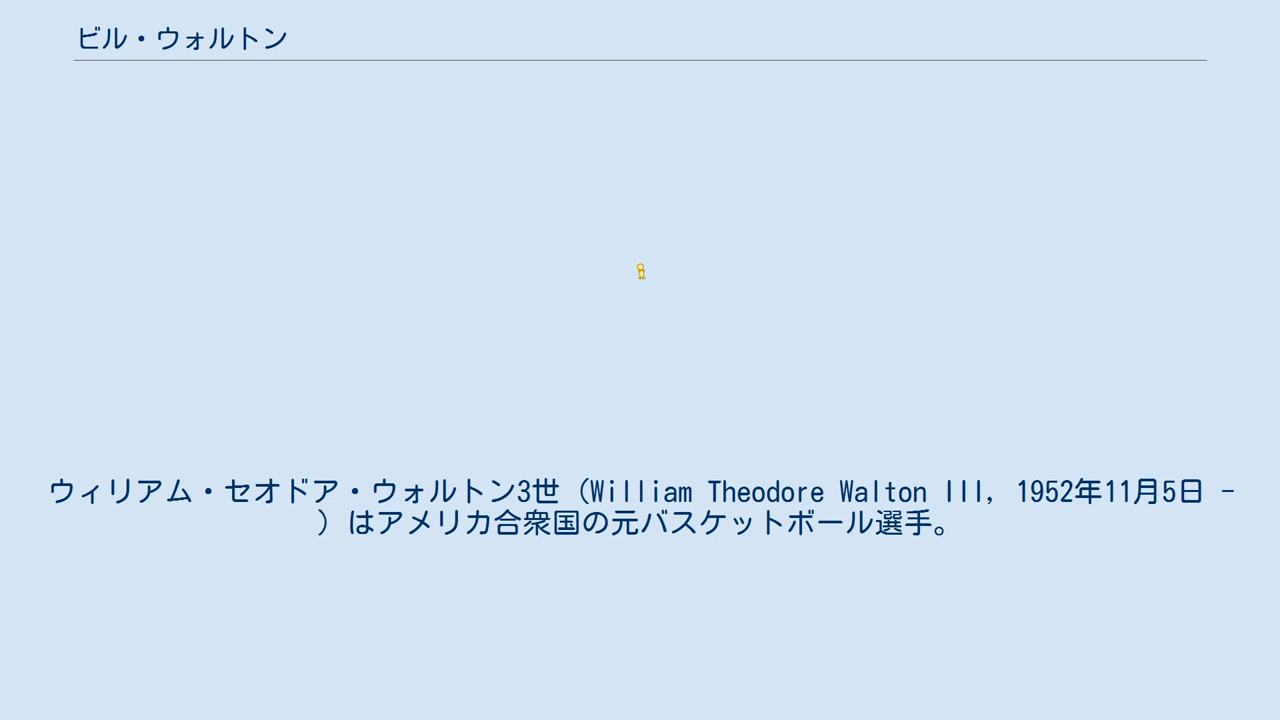 ビル・ウォルトン
ウィリアム・セオドア・ウォルトン3世（William Theodore Walton III, 1952年11月5日 -
）はアメリカ合衆国の元バスケットボール選手。